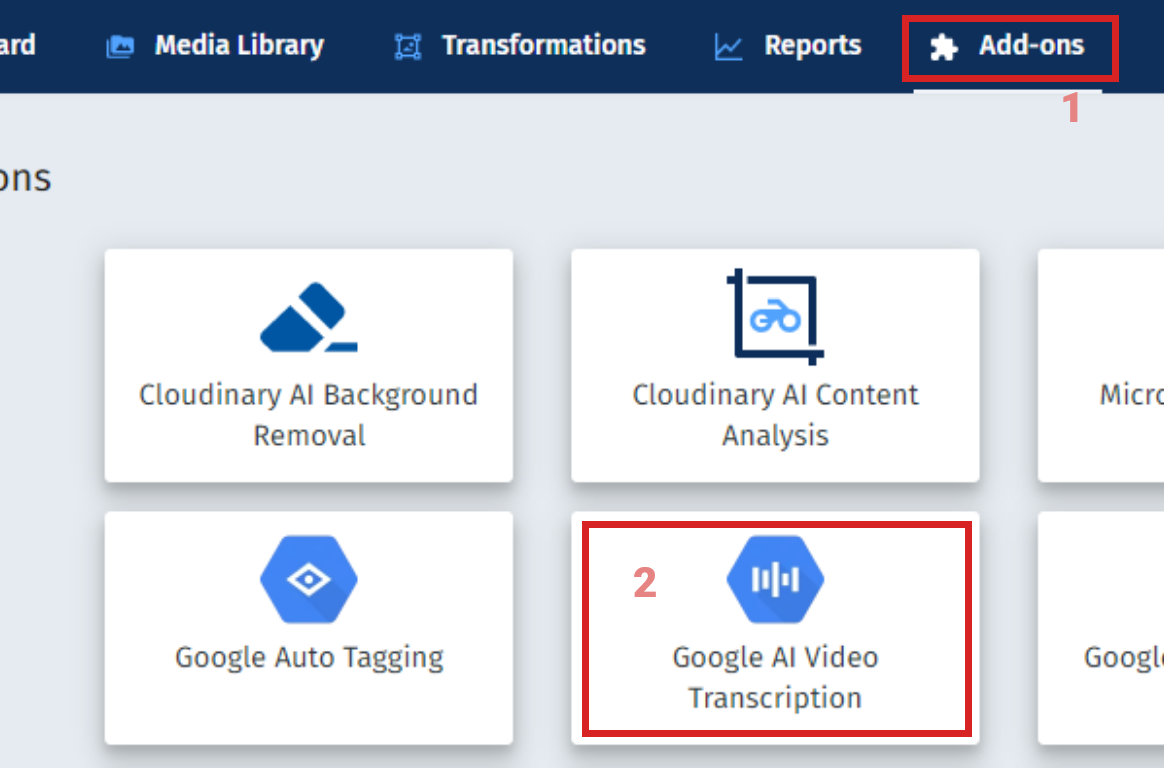 ard Media Library Transformations Reports Add-ons
1
ons
Cloudinary AI Background
Removal
Cloudinary AI Content
Analysis
Micro
Google Auto Tagging
2
Google AI Video
Transcription
Googl